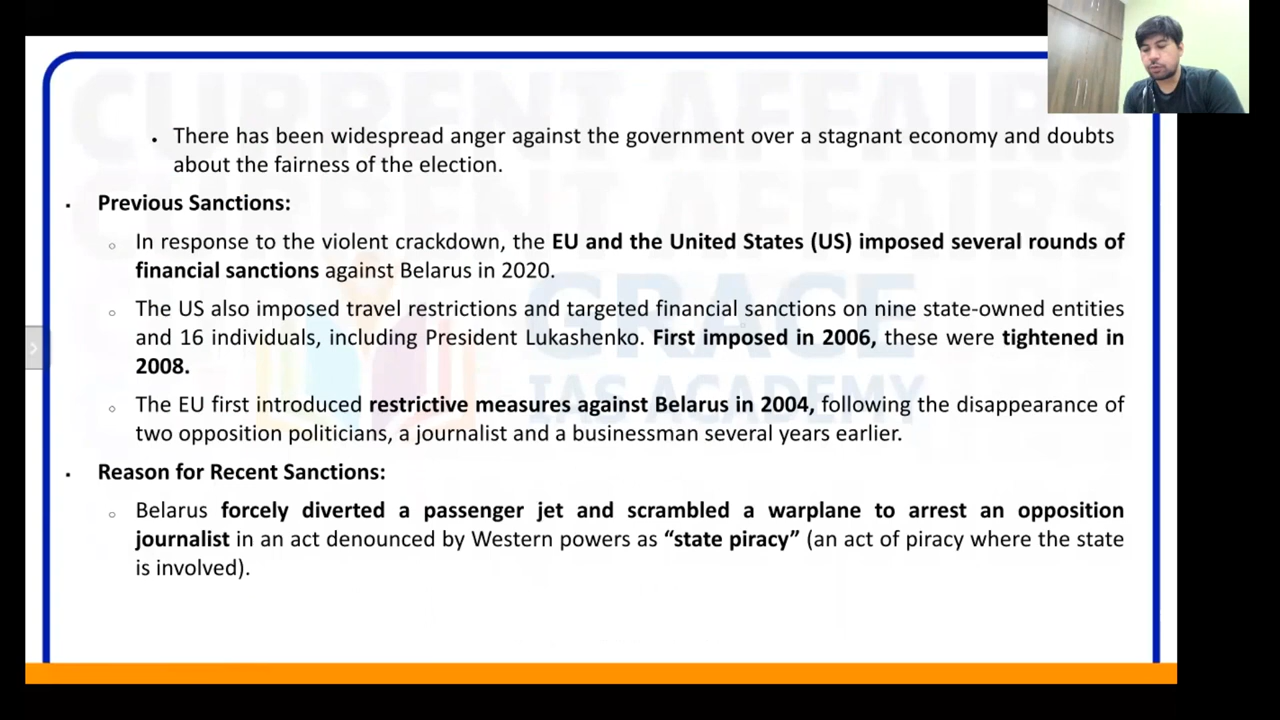 CURRENT AFFAIRS
• There has been widespread anger against the government over a stagnant economy and doubts
about the fairness of the election.
CURRENT AFFAIRS
▪ Previous Sanctions:
○ In response to the violent crackdown, the EU and the United States (US) imposed several rounds of
financial sanctions against Belarus in 2020.
○ The US also imposed travel restrictions and targeted financial sanctions on nine state-owned entities
and 16 individuals, including President Lukashenko. First imposed in 2006, these were tightened in
2008.
GRACE
IAS ACADEMY
○ The EU first introduced restrictive measures against Belarus in 2004, following the disappearance of
two opposition politicians, a journalist and a businessman several years earlier.
▪ Reason for Recent Sanctions:
○ Belarus forcely diverted a passenger jet and scrambled a warplane to arrest an opposition
journalist in an act denounced by Western powers as “state piracy” (an act of piracy where the state
is involved).